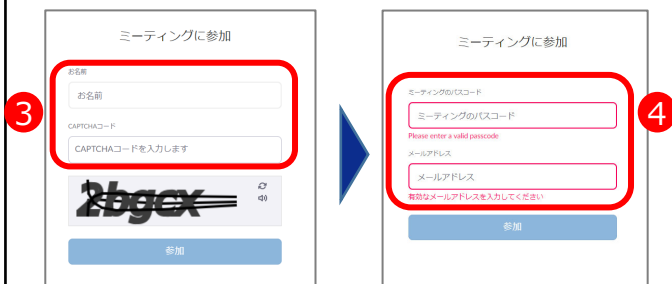 ミーティングに参加
お名前
お名前
3
CAPTCHAコード
CAPTCHAコードを入力します
2bgcx
参加
ミーティングに参加
ミーティングのパスコード
ミーティングのパスコード
4
Please enter a valid passcode
メールアドレス
メールアドレス
有効なメールアドレスを入力してください
参加